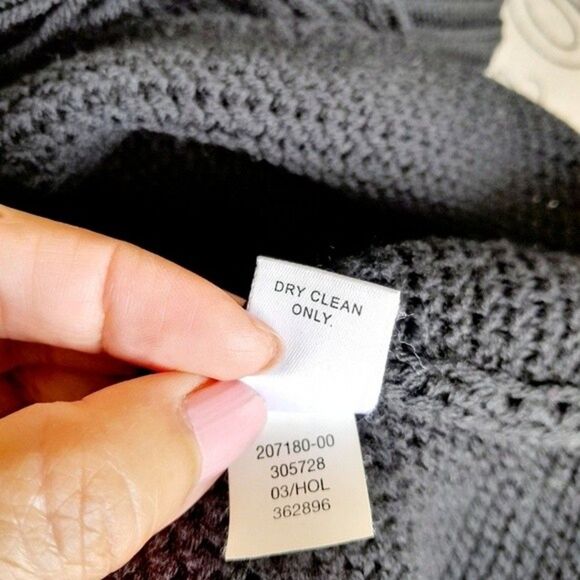 DRY CLEAN
ONLY.
207180-00
305728
03/HOL
362896